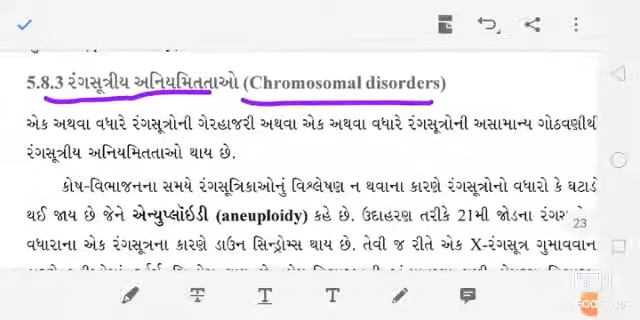 5.8.3 રંગસૂત્રીય અનિયમિતતાઓ (Chromosomal disorders)
એક અથવા વધારે રંગસૂત્રોની ગેરહાજરી અથવા એક અથવા વધારે રંગસૂત્રોની અસામાન્ય ગોઠવણીથી
રંગસૂત્રીય અનિયમિતતાઓ થાય છે.
કોષ-વિભાજનના સમયે રંગસૂત્રિકાઓનું વિશ્લેષણ ન થવાના કારણે રંગસૂત્રોનો વધારો કે ઘટાડો
થઈ જાય છે જેને એન્યુપ્લૉઇડી (aneuploidy) કહે છે. ઉદાહરણ તરીકે 21મી જોડના
23
વધારાના એક રંગસૂત્રના કારણે ડાઉન સિન્ડ્રોમ્સ થાય છે. તેવી જ રીતે એક X-રંગસૂત્ર ગુમાવવાન
T T T